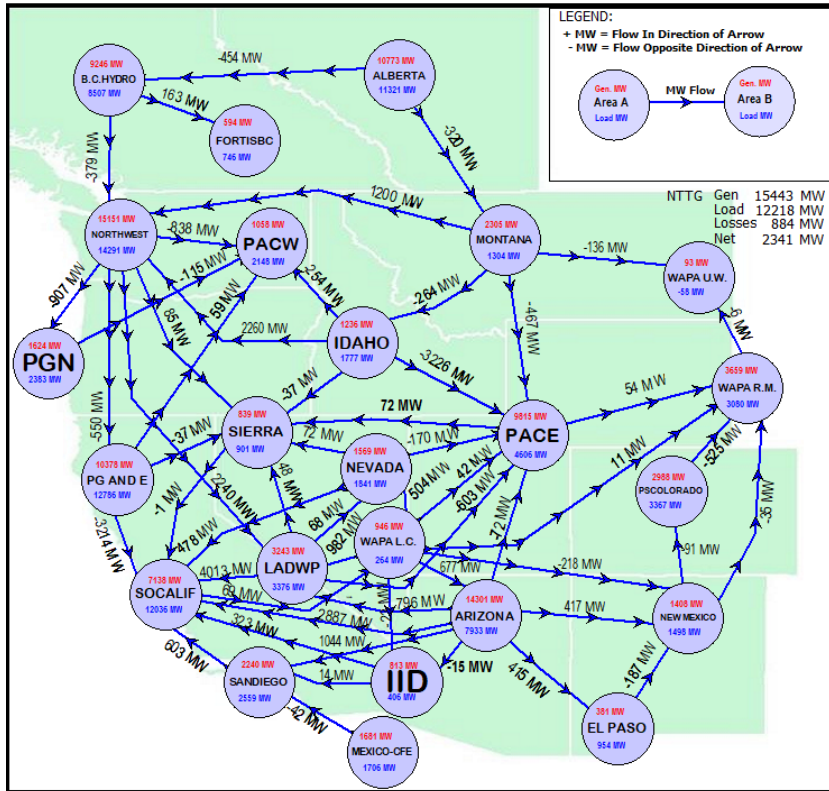 LEGEND:
+ MW = Flow In Direction of Arrow
- MW = Flow Opposite Direction of Arrow
Gen. MW
Area A
Load MW
MW Flow
Gen. MW
Area B
Load MW
NTTG Gen 15443 MW
Load 12218 MW
Losses 884 MW
Net 2341 MW
9246 MW
B.C.HYDRO
8507 MW
-454 MW
10773 MW
ALBERTA
11321 MW
163 MW
594 MW
FORTISBC
746 MW
-379 MW
-320 MW
1200 MW
15151 MW
NORTHWEST
14291 MW
-838 MW
1058 MW
PACW
2148 MW
2305 MW
MONTANA
1304 MW
-136 MW
93 MW
WAPA U.W.
-58 MW
-907 MW
-115 MW
59 MW
85 MW
-254 MW
-264 MW
-467 MW
-6 MW
1624 MW
PGN
2383 MW
2260 MW
1236 MW
IDAHO
1777 MW
-3226 MW
3659 MW
WAPA R.M.
3080 MW
-550 MW
-37 MW
-37 MW
72 MW
54 MW
839 MW
SIERRA
901 MW
72 MW
-170 MW
9815 MW
PACE
4606 MW
11 MW
-525 MW
10378 MW
PG AND E
12786 MW
1569 MW
NEVADA
1841 MW
2988 MW
PSCOLORADO
3367 MW
-3214 MW
-1 MW
2240 MW
48 MW
68 MW
982 MW
504 MW
42 MW
-603 MW
-72 MW
-35 MW
478 MW
946 MW
WAPA L.C.
264 MW
-218 MW
-91 MW
7138 MW
SOCALIF
12036 MW
4013 MW
3243 MW
LADWP
3376 MW
677 MW
69 MW
2887 MW
-796 MW
14301 MW
ARIZONA
7933 MW
417 MW
1408 MW
NEW MEXICO
1498 MW
323 MW
1044 MW
603 MW
2240 MW
SANDIEGO
2559 MW
14 MW
813 MW
IID
406 MW
-15 MW
415 MW
-187 MW
381 MW
EL PASO
954 MW
-42 MW
1681 MW
MEXICO-CFE
1706 MW